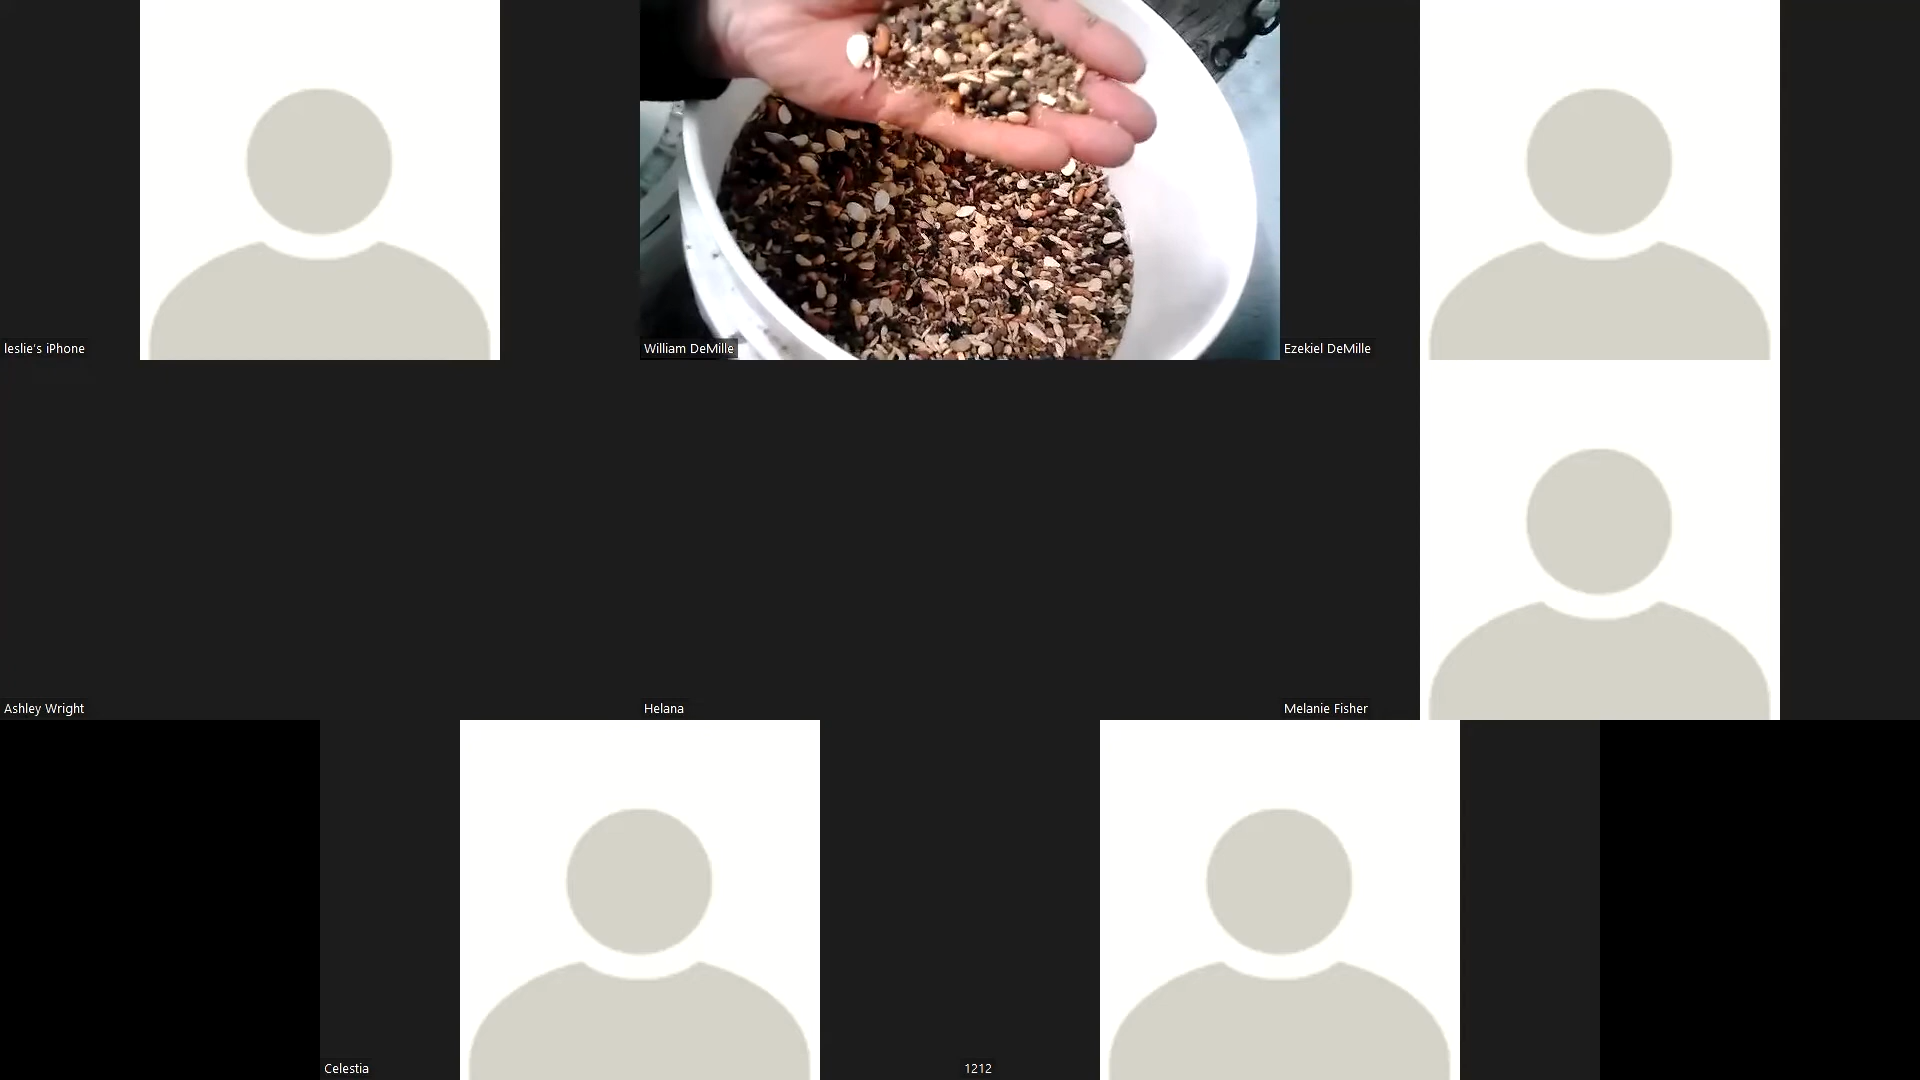 leslie's iPhone
William DeMille
Ezekiel DeMille
Ashley Wright
Helana
Melanie Fisher
Celestia
1212